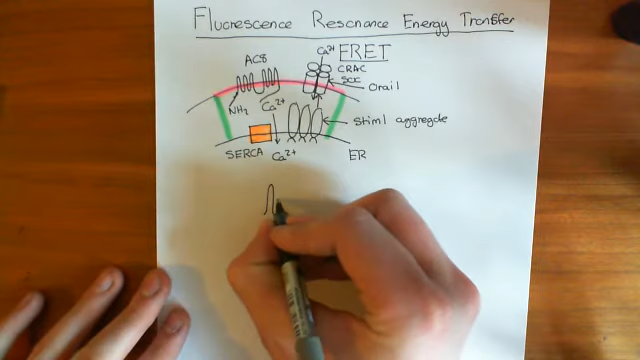 Fluorescence Resonance Energy Transfer
FRET
AC8
Ca2+
CRAC
SOC
Orai1
NH2
Ca2+
Stim1 aggregate
SERCA
Ca2+
ER